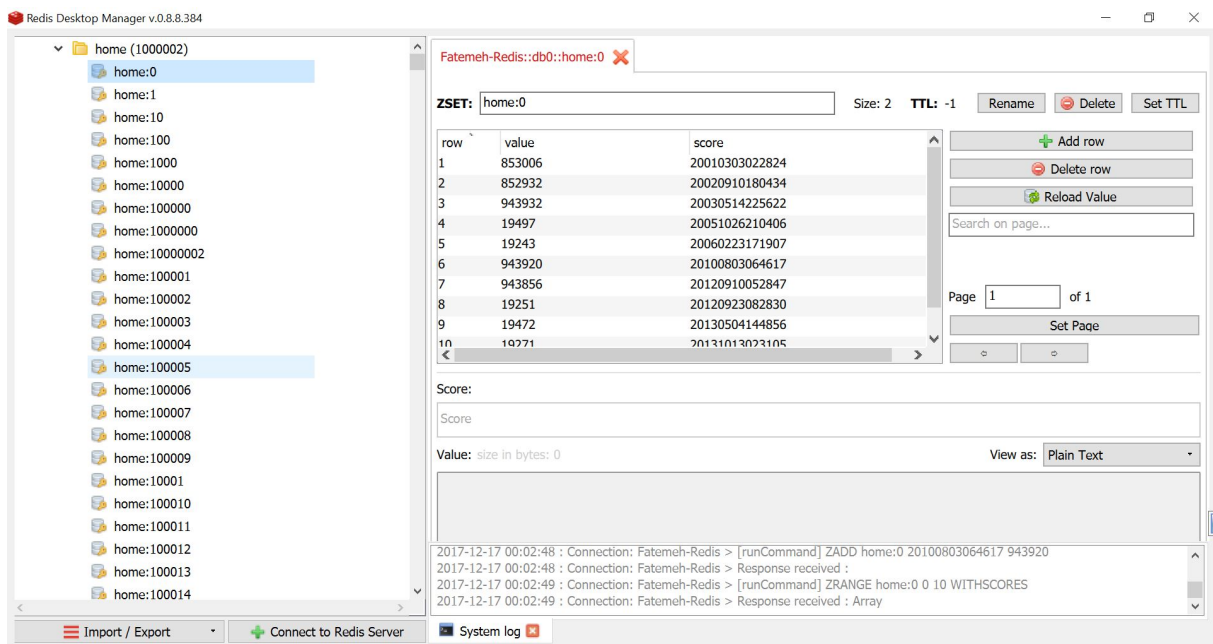 Redis Desktop Manager v.0.8.8.384
home (1000002)
home:0
home:1
home:10
home:100
home:1000
home:10000
home:100000
home:1000000
home:10000002
home:100001
home:100002
home:100003
home:100004
home:100005
home:100006
home:100007
home:100008
home:100009
home:10001
home:100010
home:100011
home:100012
home:100013
home:100014
Import / Export
Connect to Redis Server
Fatemeh-Redis::db0::home:0
ZSET: home:0 Size: 2 TTL: -1 Rename Delete Set TTL
row value score
1 853006 20010303022824
2 852932 20020910180434
3 943932 20030514225622
4 19497 20051026210406
5 19243 20060223171907
6 943920 20100803064617
7 943856 20120910052847
8 19251 20120923082830
9 19472 20130504144856
10 19271 20131013023105
Add row
Delete row
Reload Value
Search on page...
Page 1 of 1
Set Page
Score:
Score
Value: size in bytes: 0 View as: Plain Text
2017-12-17 00:02:48 : Connection: Fatemeh-Redis > [runCommand] ZADD home:0 20100803064617 943920
2017-12-17 00:02:48 : Connection: Fatemeh-Redis > Response received :
2017-12-17 00:02:49 : Connection: Fatemeh-Redis > [runCommand] ZRANGE home:0 0 10 WITHSCORES
2017-12-17 00:02:49 : Connection: Fatemeh-Redis > Response received : Array
System log